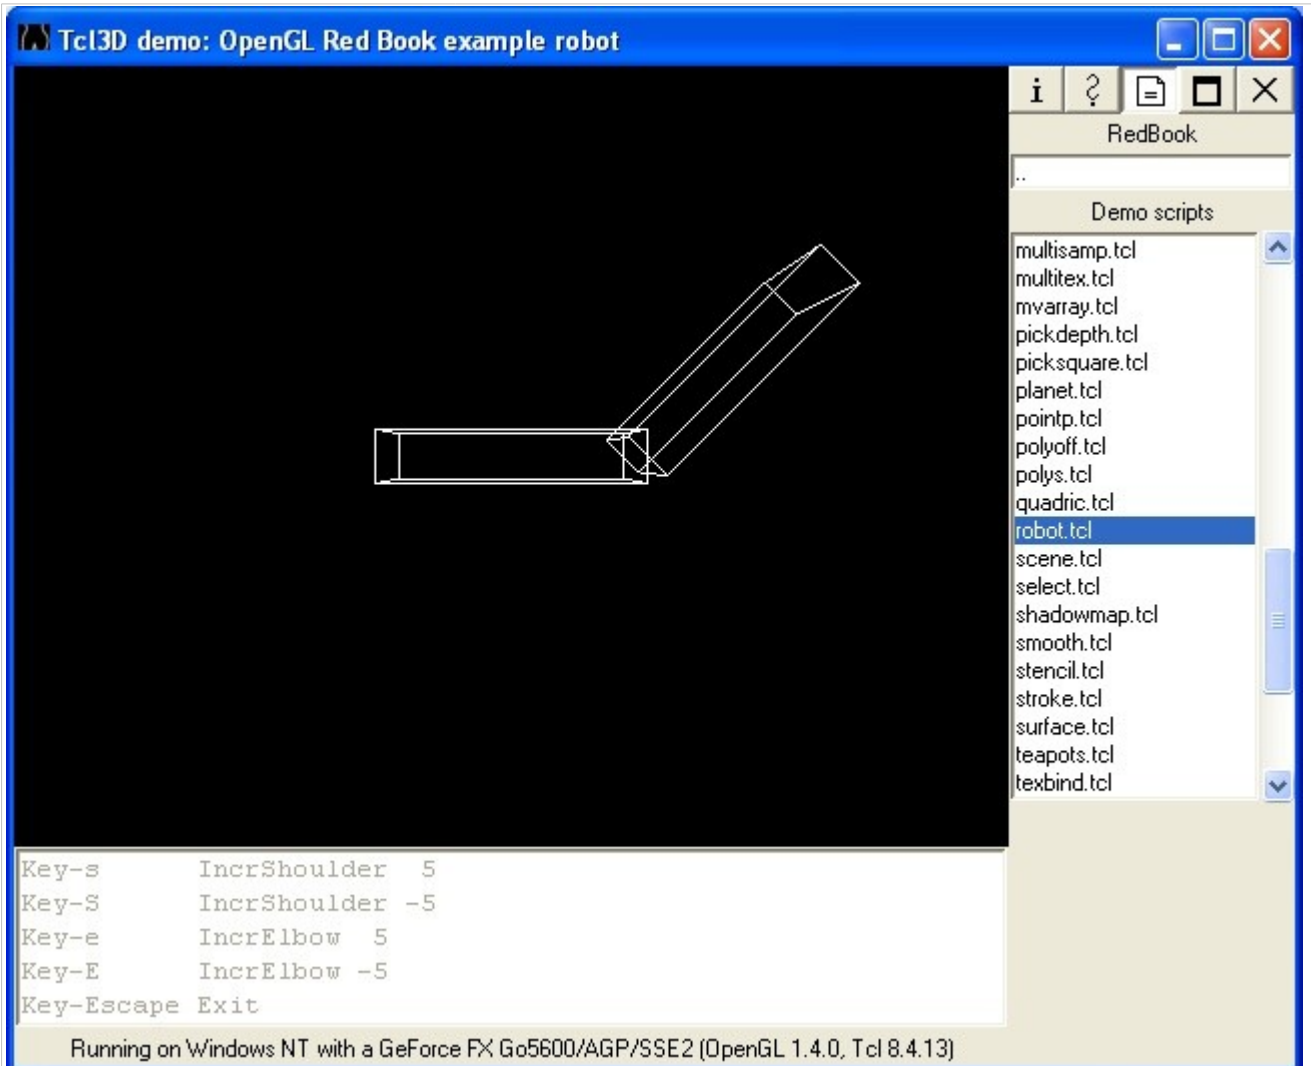 Tcl3D demo: OpenGL Red Book example robot
i ?
RedBook
..
Demo scripts
multisamp.tcl
multitex.tcl
mvarray.tcl
pickdepth.tcl
picksquare.tcl
planet.tcl
pointp.tcl
polyoff.tcl
polys.tcl
quadric.tcl
robot.tcl
scene.tcl
select.tcl
shadowmap.tcl
smooth.tcl
stencil.tcl
stroke.tcl
surface.tcl
teapots.tcl
texbind.tcl
Key-s IncrShoulder 5
Key-S IncrShoulder -5
Key-e IncrElbow 5
Key-E IncrElbow -5
Key-Escape Exit
Running on Windows NT with a GeForce FX Go5600/AGP/SSE2 (OpenGL 1.4.0, Tcl 8.4.13)